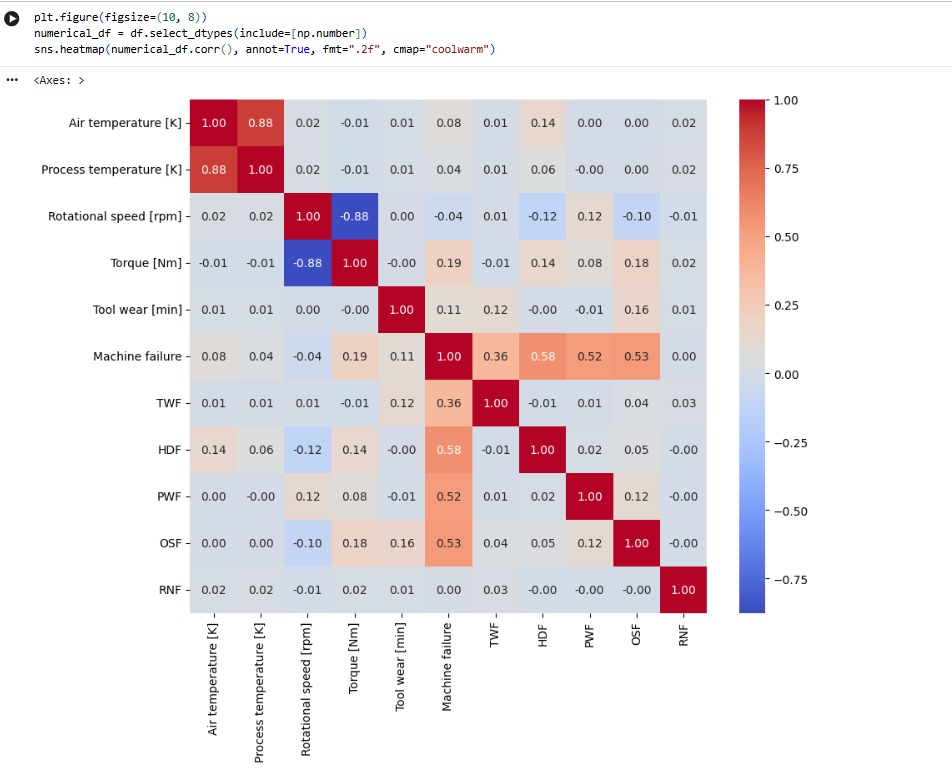 plt.figure(figsize=(10, 8))
numerical_df = df.select_dtypes(include=[np.number])
sns.heatmap(numerical_df.corr(), annot=True, fmt=".2f", cmap="coolwarm")
<Axes: >
Air temperature [K] 1.00 0.88 0.02 -0.01 0.01 0.08 0.01 0.14 0.00 0.00 0.02
Process temperature [K] 0.88 1.00 0.02 -0.01 0.01 0.04 0.01 0.06 -0.00 0.00 0.02
Rotational speed [rpm] 0.02 0.02 1.00 -0.88 0.00 -0.04 0.01 -0.12 0.12 -0.10 -0.01
Torque [Nm] -0.01 -0.01 -0.88 1.00 -0.00 0.19 -0.01 0.14 0.08 0.18 0.02
Tool wear [min] 0.01 0.01 0.00 -0.00 1.00 0.11 0.12 -0.00 -0.01 0.16 0.01
Machine failure 0.08 0.04 -0.04 0.19 0.11 1.00 0.36 0.58 0.52 0.53 0.00
TWF 0.01 0.01 0.01 -0.01 0.12 0.36 1.00 -0.01 0.01 0.04 0.03
HDF 0.14 0.06 -0.12 0.14 -0.00 0.58 -0.01 1.00 0.02 0.05 -0.00
PWF 0.00 -0.00 0.12 0.08 -0.01 0.52 0.01 0.02 1.00 0.12 -0.00
OSF 0.00 0.00 -0.10 0.18 0.16 0.53 0.04 0.05 0.12 1.00 -0.00
RNF 0.02 0.02 -0.01 0.02 0.01 0.00 0.03 -0.00 -0.00 -0.00 1.00
Air temperature [K]
Process temperature [K]
Rotational speed [rpm]
Torque [Nm]
Tool wear [min]
Machine failure
TWF
HDF
PWF
OSF
RNF
1.00
0.75
0.50
0.25
0.00
−0.25
−0.50
−0.75